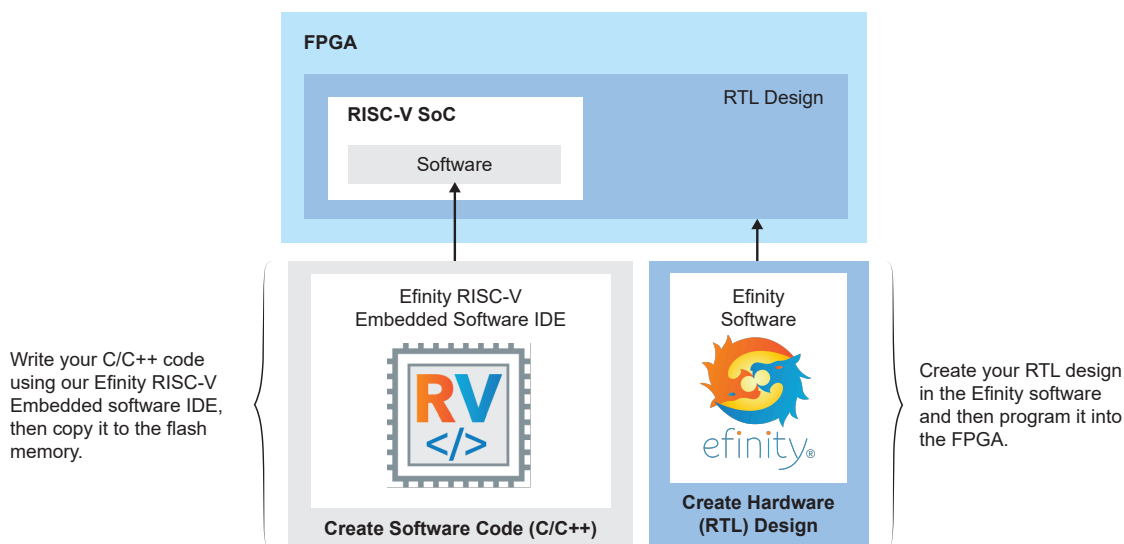 FPGA
RTL Design
RISC-V SoC
Software
Efinity RISC-V
Embedded Software IDE
RV
</>
Create Software Code (C/C++)
Efinity
Software
efinity®
Create Hardware
(RTL) Design
Write your C/C++ code
using our Efinity RISC-V
Embedded software IDE,
then copy it to the flash
memory.
Create your RTL design
in the Efinity software
and then program it into
the FPGA.